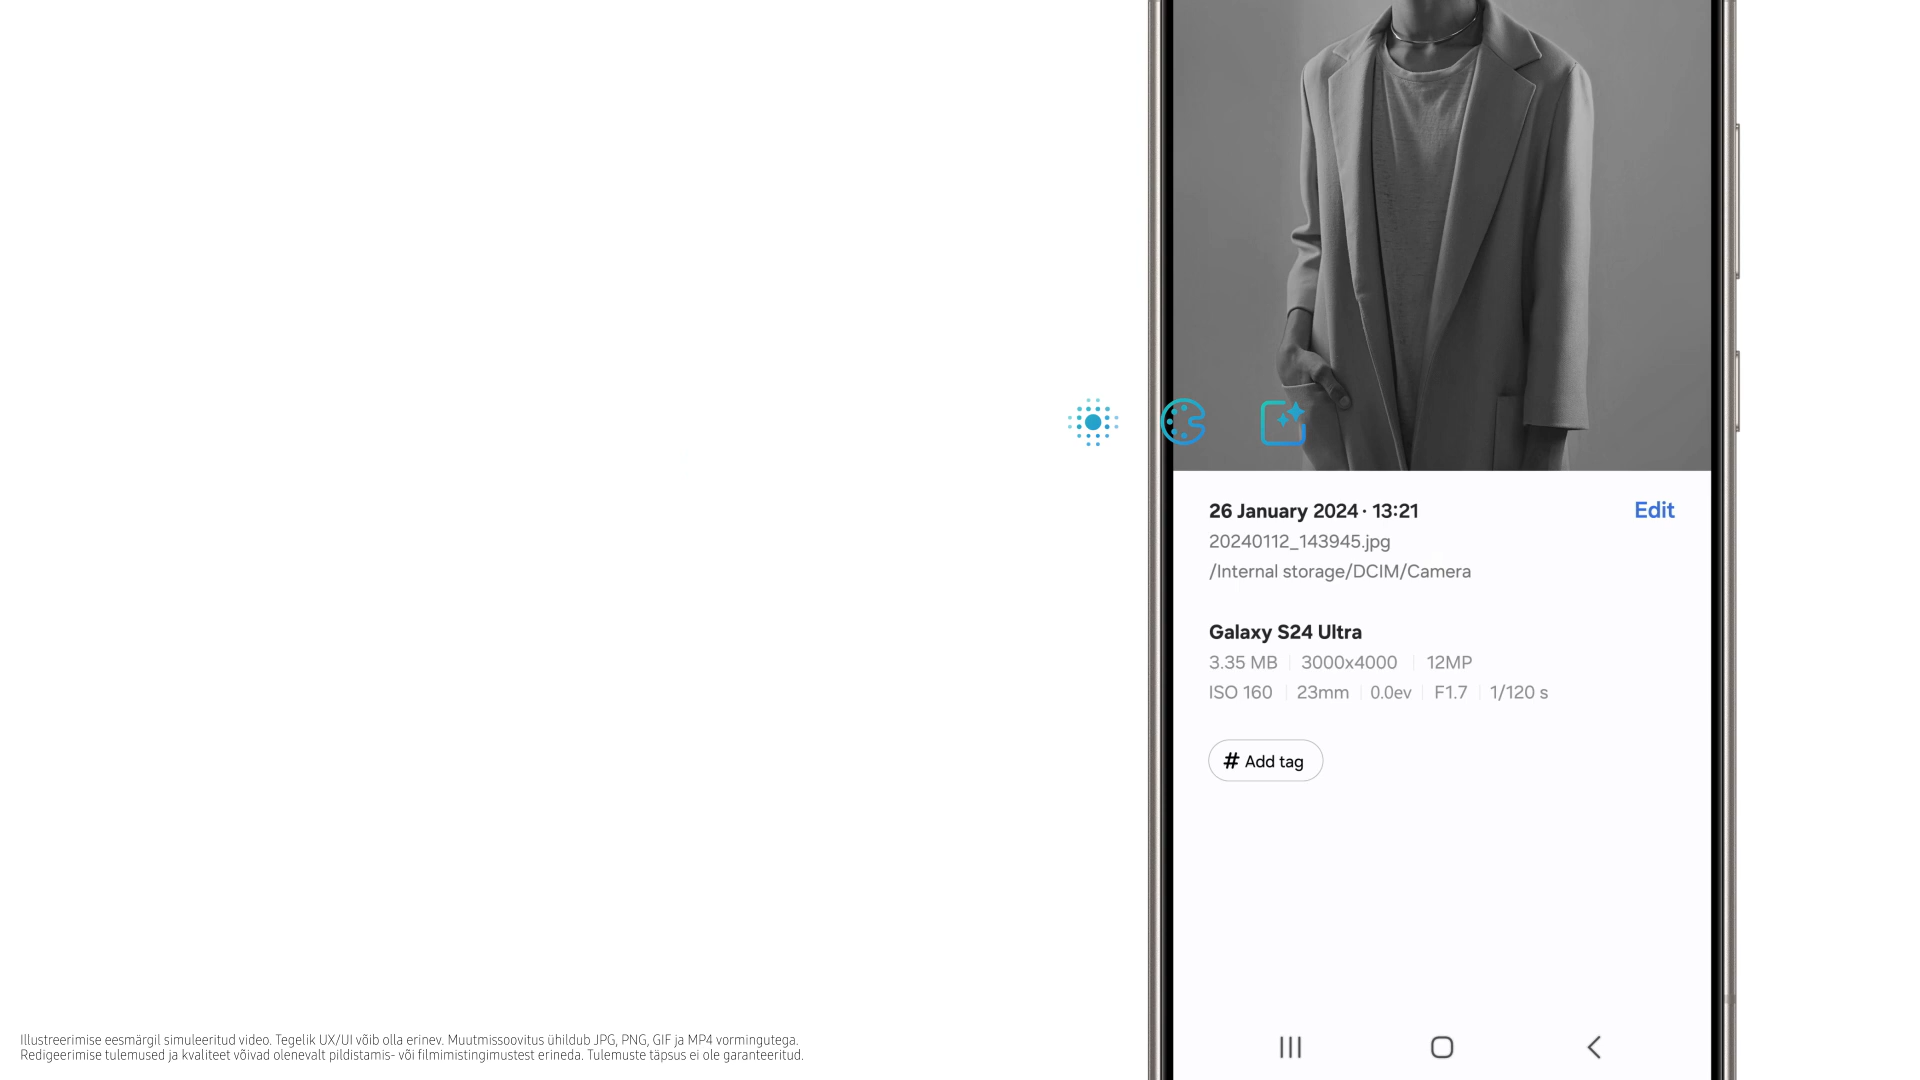 26 January 2024 · 13:21
Edit
20240112_143945.jpg
/Internal storage/DCIM/Camera
Galaxy S24 Ultra
3.35 MB | 3000x4000 | 12MP
ISO 160 | 23mm | 0.0ev | F1.7 | 1/120 s
# Add tag
Illustreerimise eesmärgil simuleeritud video. Tegelik UX/UI võib olla erinev. Muutmissoovitus ühildub JPG, PNG, GIF ja MP4 vormingutega.
Redigeerimise tulemused ja kvaliteet võivad olenevalt pildistamis- või filmimistingimustest erineda. Tulemuste täpsus ei ole garanteeritud.